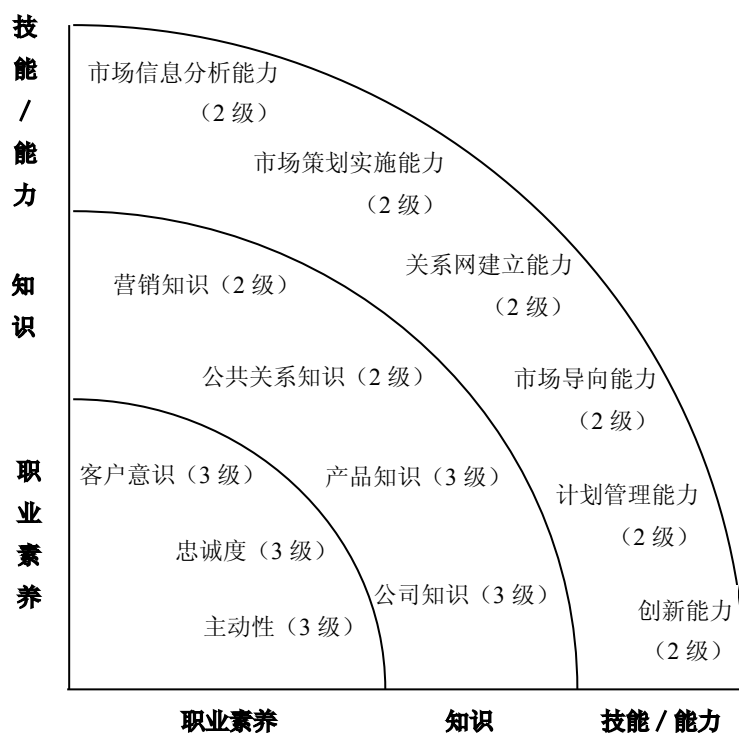 技能/能力
知识
职业素养
市场信息分析能力
（2 级）
市场策划实施能力
（2 级）
关系网建立能力
（2 级）
市场导向能力
（2 级）
计划管理能力
（2 级）
创新能力
（2 级）
营销知识（2 级）
公共关系知识（2 级）
产品知识（3 级）
公司知识（3 级）
客户意识（3 级）
忠诚度（3 级）
主动性（3 级）
职业素养
知识
技能/能力